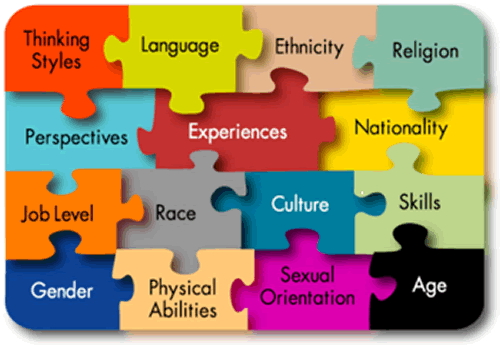 Thinking
Styles
Language
Ethnicity
Religion
Perspectives
Experiences
Nationality
Job Level
Race
Culture
Skills
Gender
Physical
Abilities
Sexual
Orientation
Age